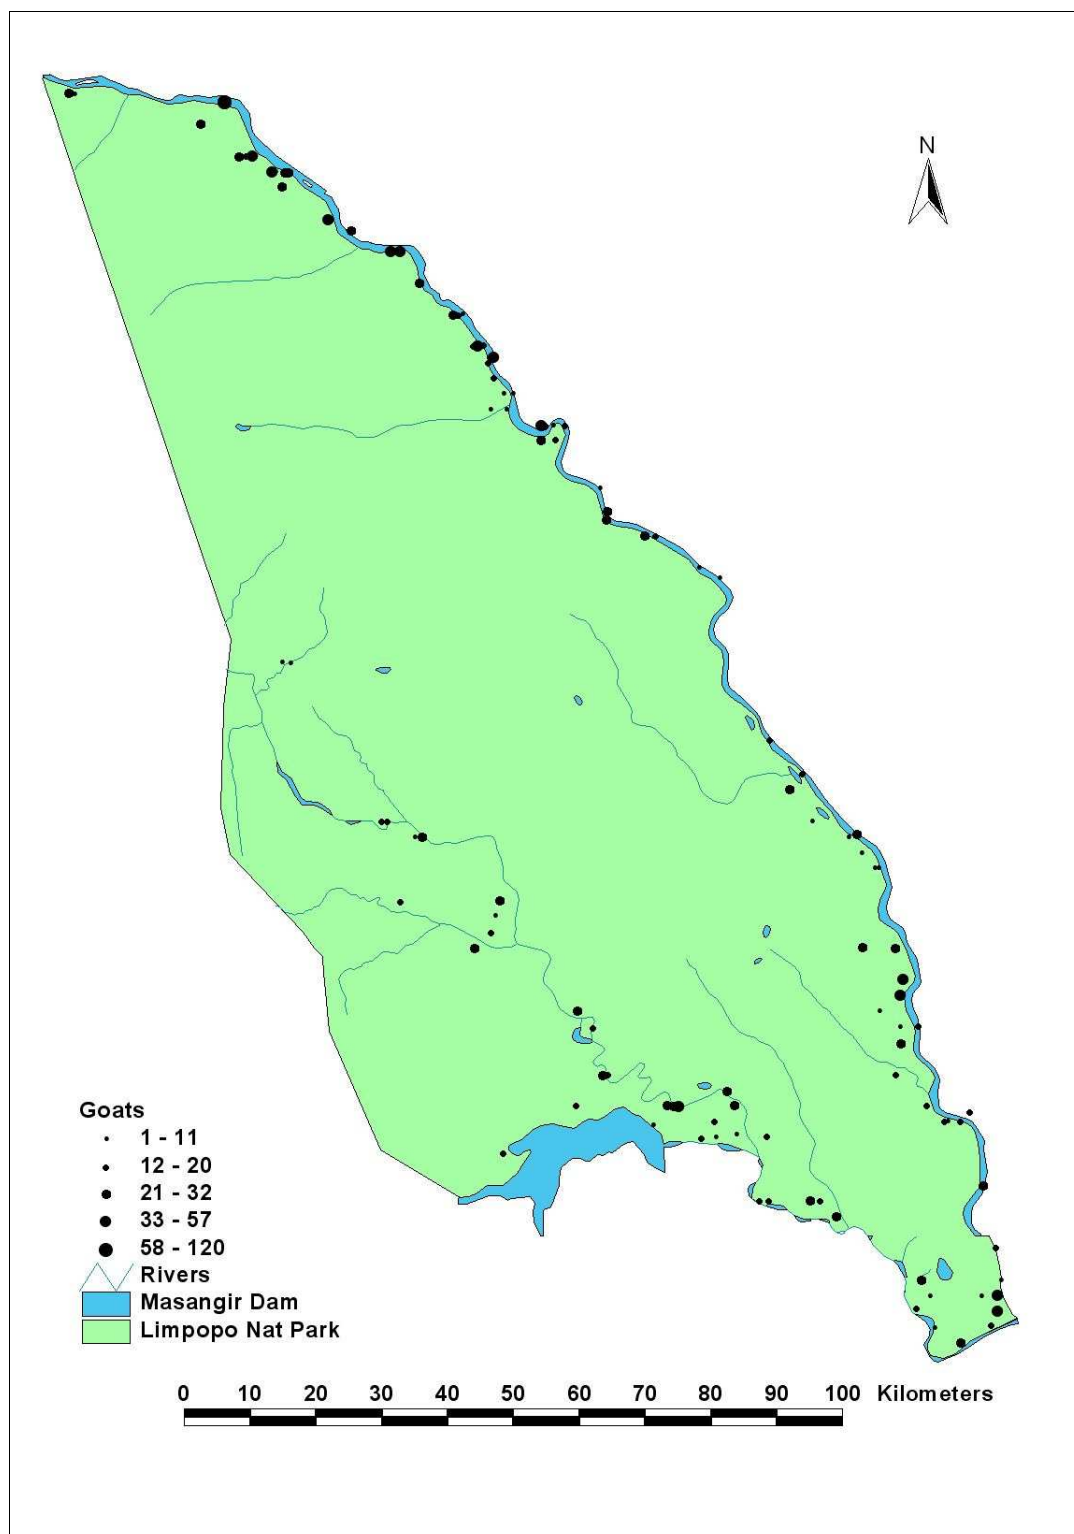 N
Goats
1 - 11
12 - 20
21 - 32
33 - 57
58 - 120
Rivers
Masangir Dam
Limpopo Nat Park
0 10 20 30 40 50 60 70 80 90 100 Kilometers